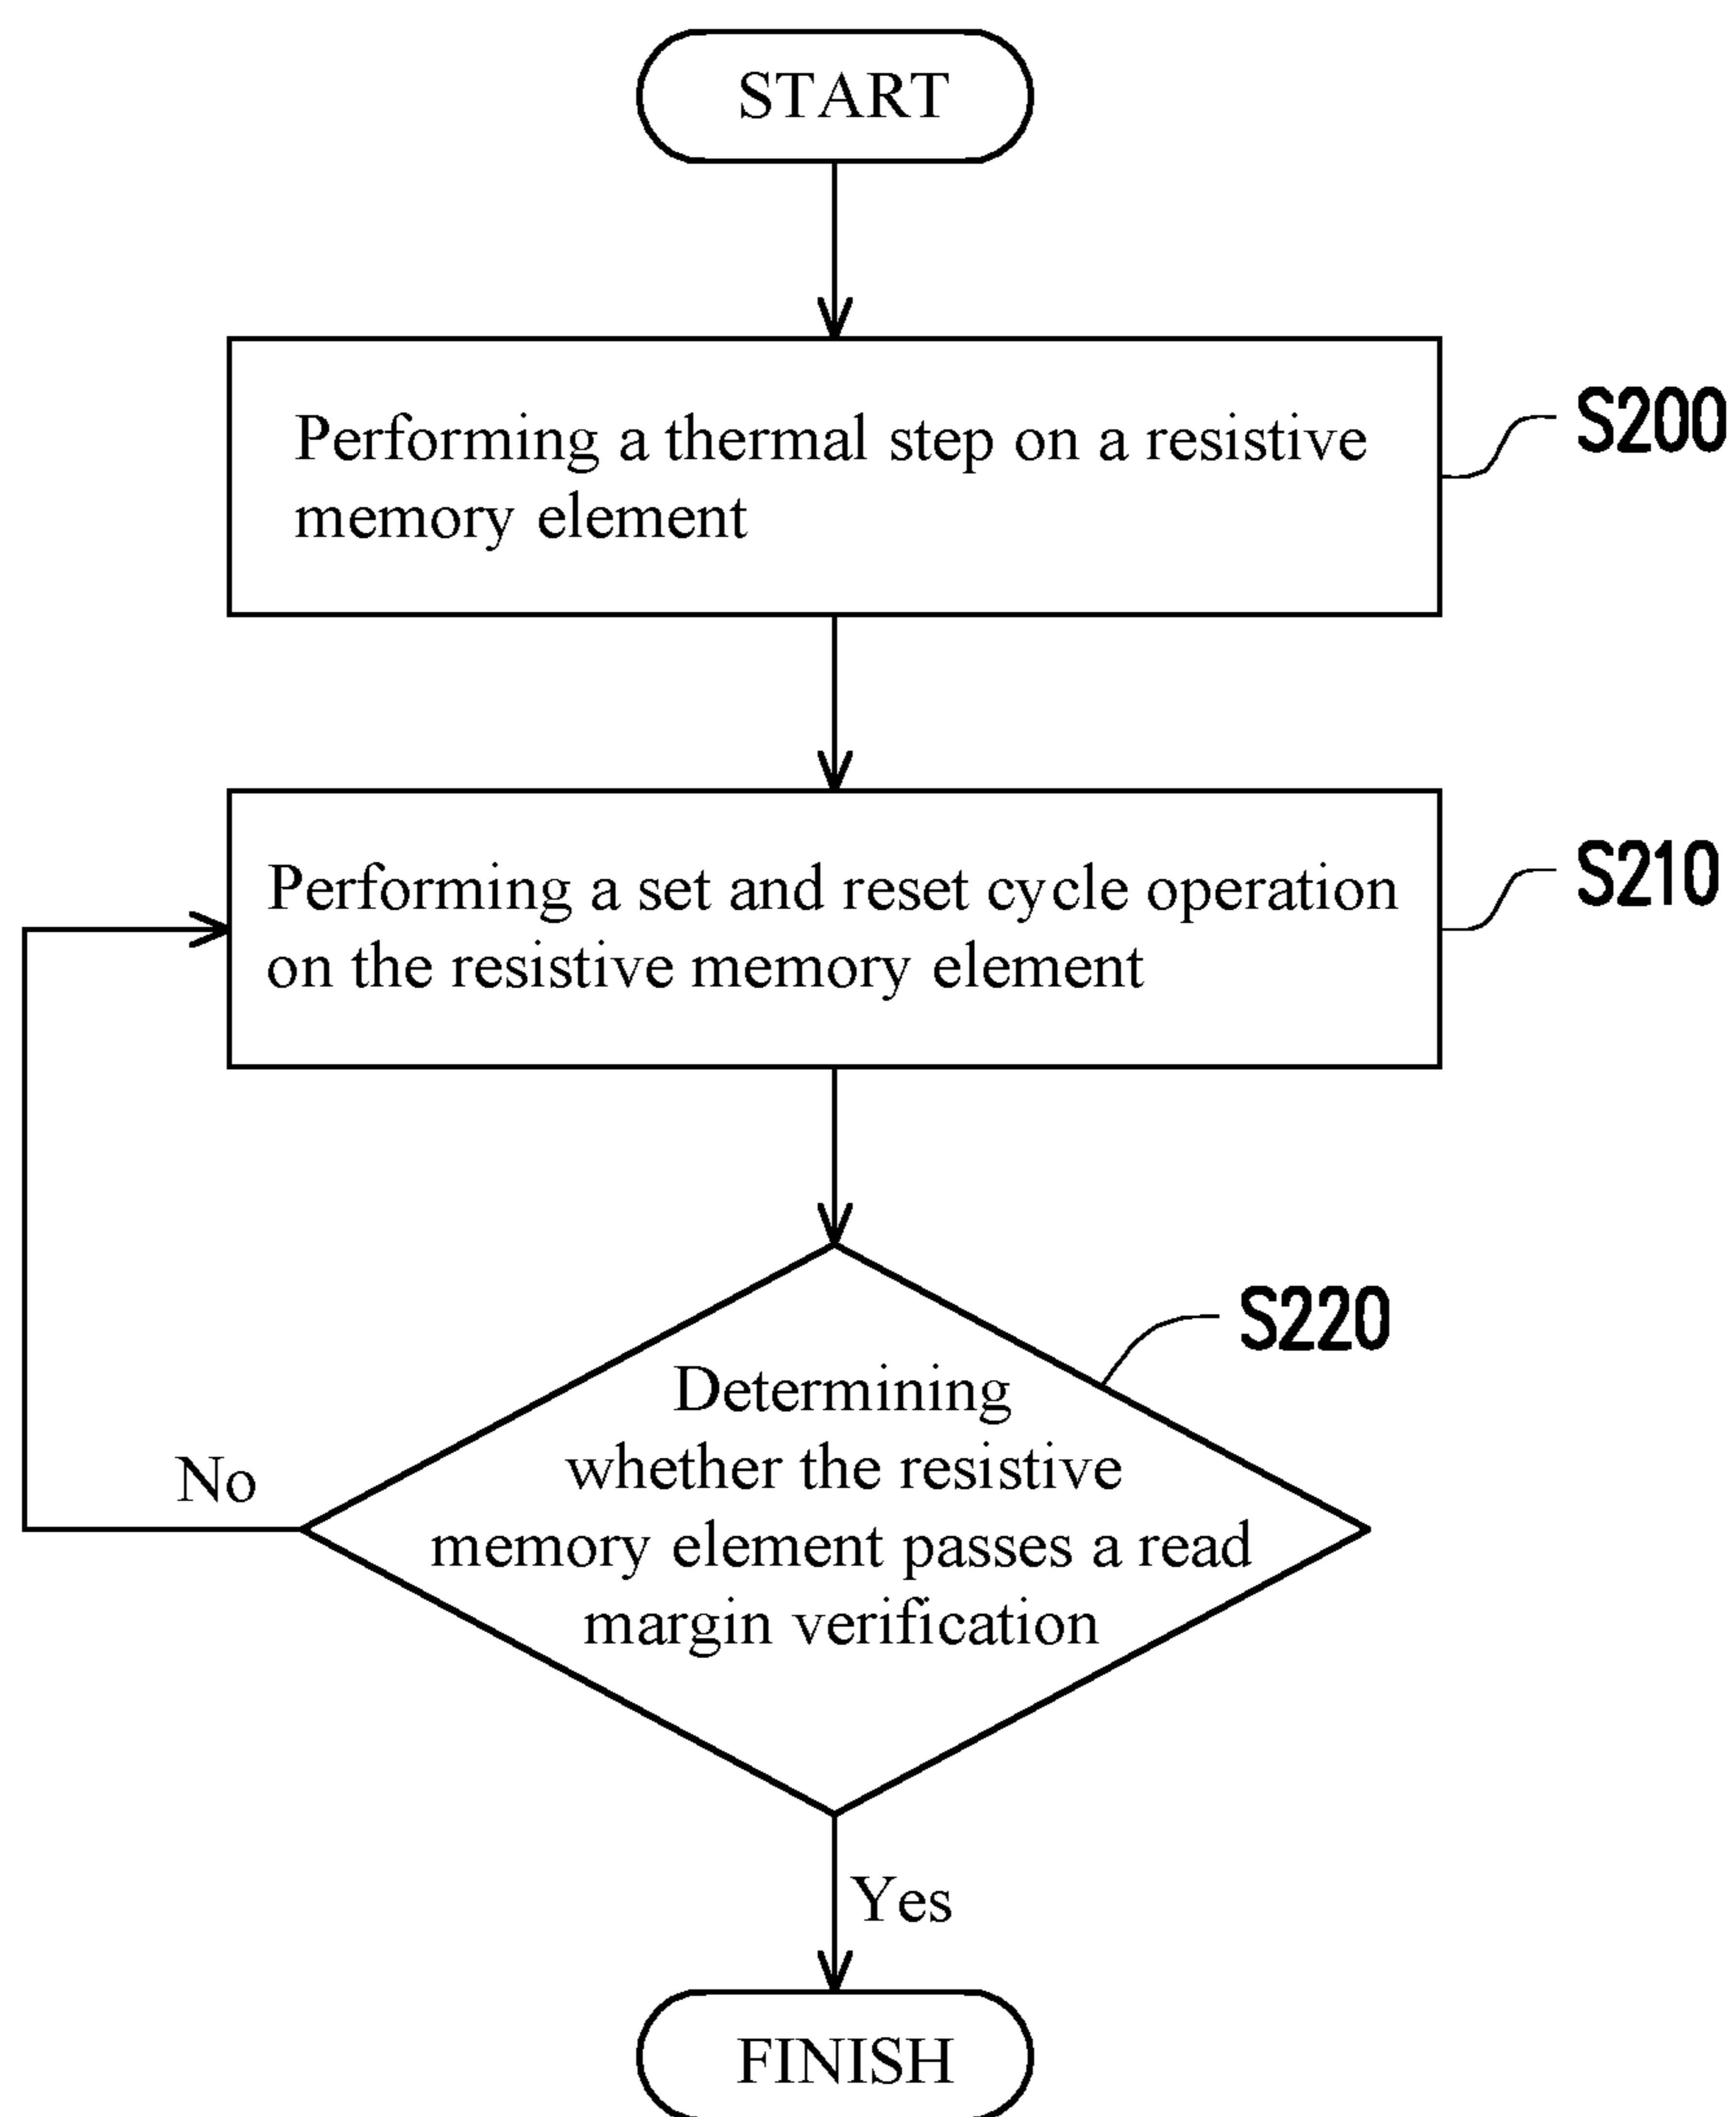 START
Performing a thermal step on a resistive
memory element
S200
Performing a set and reset cycle operation
on the resistive memory element
S210
S220
Determining
whether the resistive
memory element passes a read
margin verification
No
Yes
FINISH